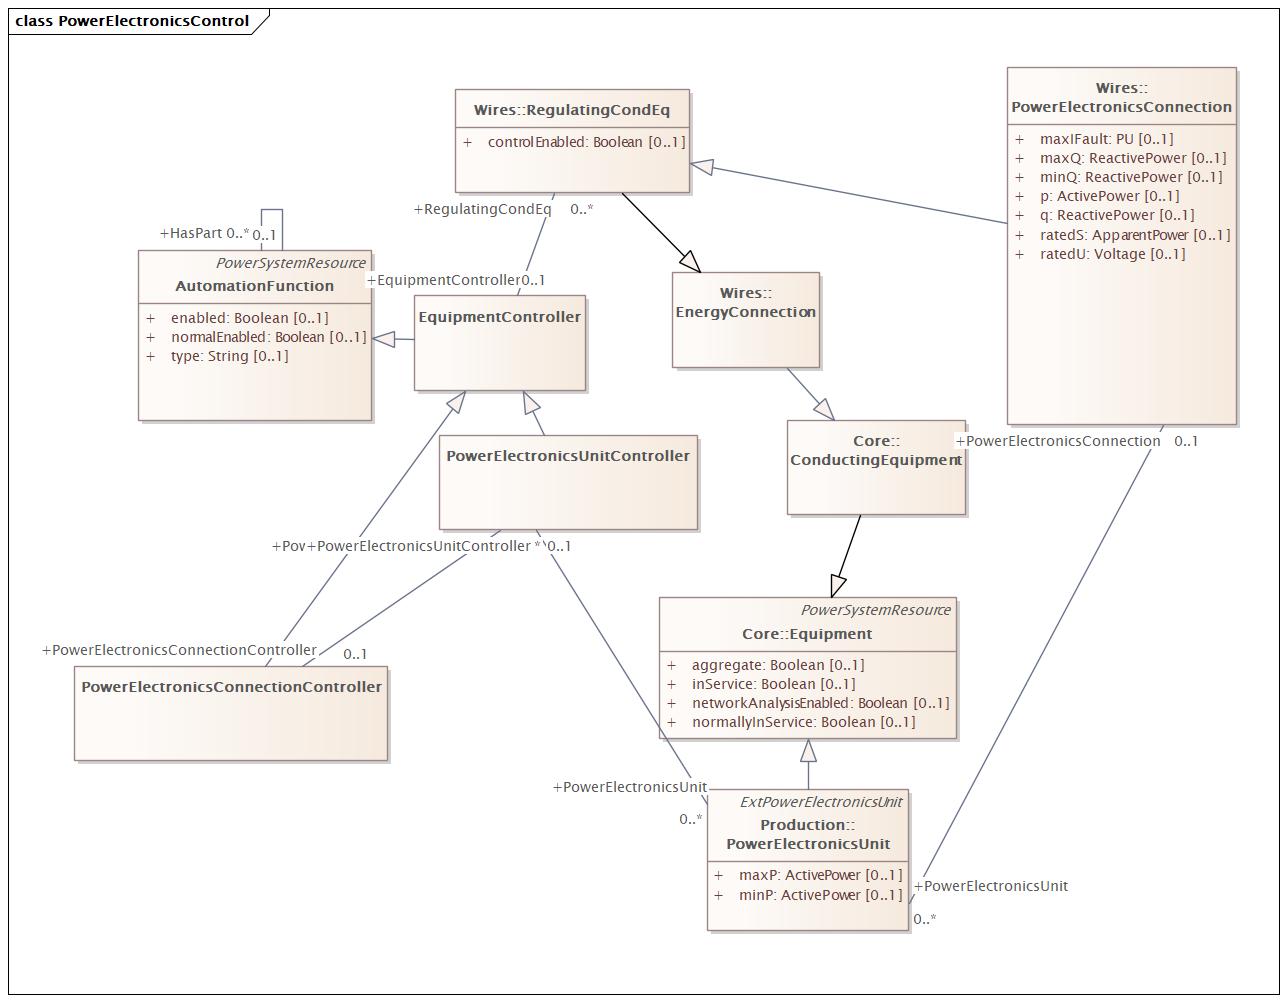 class PowerElectronicsControl
Wires::RegulatingCondEq
+ controlEnabled: Boolean [0..1]
Wires::
PowerElectronicsConnection
+ maxIFault: PU [0..1]
+ maxQ: ReactivePower [0..1]
+ minQ: ReactivePower [0..1]
+ p: ActivePower [0..1]
+ q: ReactivePower [0..1]
+ ratedS: ApparentPower [0..1]
+ ratedU: Voltage [0..1]
+RegulatingCondEq 0..*
+HasPart 0..* 0..1
PowerSystemResource
AutomationFunction
+ enabled: Boolean [0..1]
+ normalEnabled: Boolean [0..1]
+ type: String [0..1]
+EquipmentController 0..1
EquipmentController
Wires::
EnergyConnection
Core::
ConductingEquipment
+PowerElectronicsConnection 0..1
PowerElectronicsUnitController
+Pow+PowerElectronicsUnitController * 0..1
PowerSystemResource
Core::Equipment
+ aggregate: Boolean [0..1]
+ inService: Boolean [0..1]
+ networkAnalysisEnabled: Boolean [0..1]
+ normallyInService: Boolean [0..1]
+PowerElectronicsConnectionController 0..1
PowerElectronicsConnectionController
+PowerElectronicsUnit
0..*
ExtPowerElectronicsUnit
Production::
PowerElectronicsUnit
+ maxP: ActivePower [0..1]
+ minP: ActivePower [0..1]
+PowerElectronicsUnit
0..*